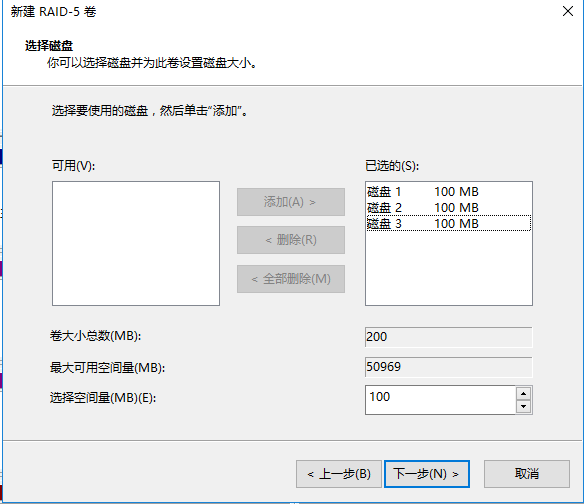 新建 RAID-5 卷
选择磁盘
你可以选择磁盘并为此卷设置磁盘大小。
选择要使用的磁盘，然后单击"添加"。
可用(V):
已选的(S):
添加(A) >
< 删除(R)
< 全部删除(M)
磁盘 1 100 MB
磁盘 2 100 MB
磁盘 3 100 MB
卷大小总数(MB): 200
最大可用空间量(MB): 50969
选择空间量(MB)(E): 100
< 上一步(B) 下一步(N) > 取消